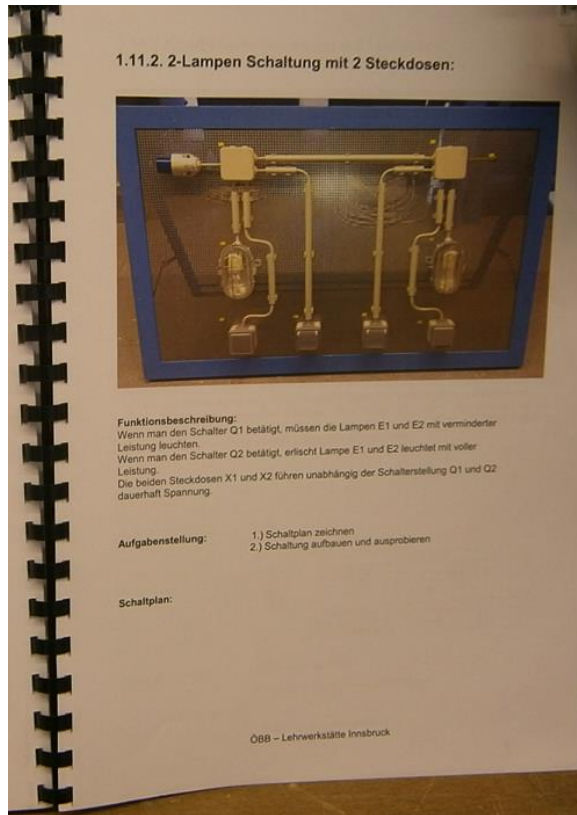 1.11.2. 2-Lampen Schaltung mit 2 Steckdosen:
Funktionsbeschreibung:
Wenn man den Schalter Q1 betätigt, müssen die Lampen E1 und E2 mit verminderter
Leistung leuchten.
Wenn man den Schalter Q2 betätigt, erlischt Lampe E1 und E2 leuchtet mit voller
Leistung.
Die beiden Steckdosen X1 und X2 führen unabhängig der Schalterstellung Q1 und Q2
dauerhaft Spannung.
Aufgabenstellung: 1.) Schaltplan zeichnen
2.) Schaltung aufbauen und ausprobieren
Schaltplan:
ÖBB – Lehrwerkstätte Innsbruck